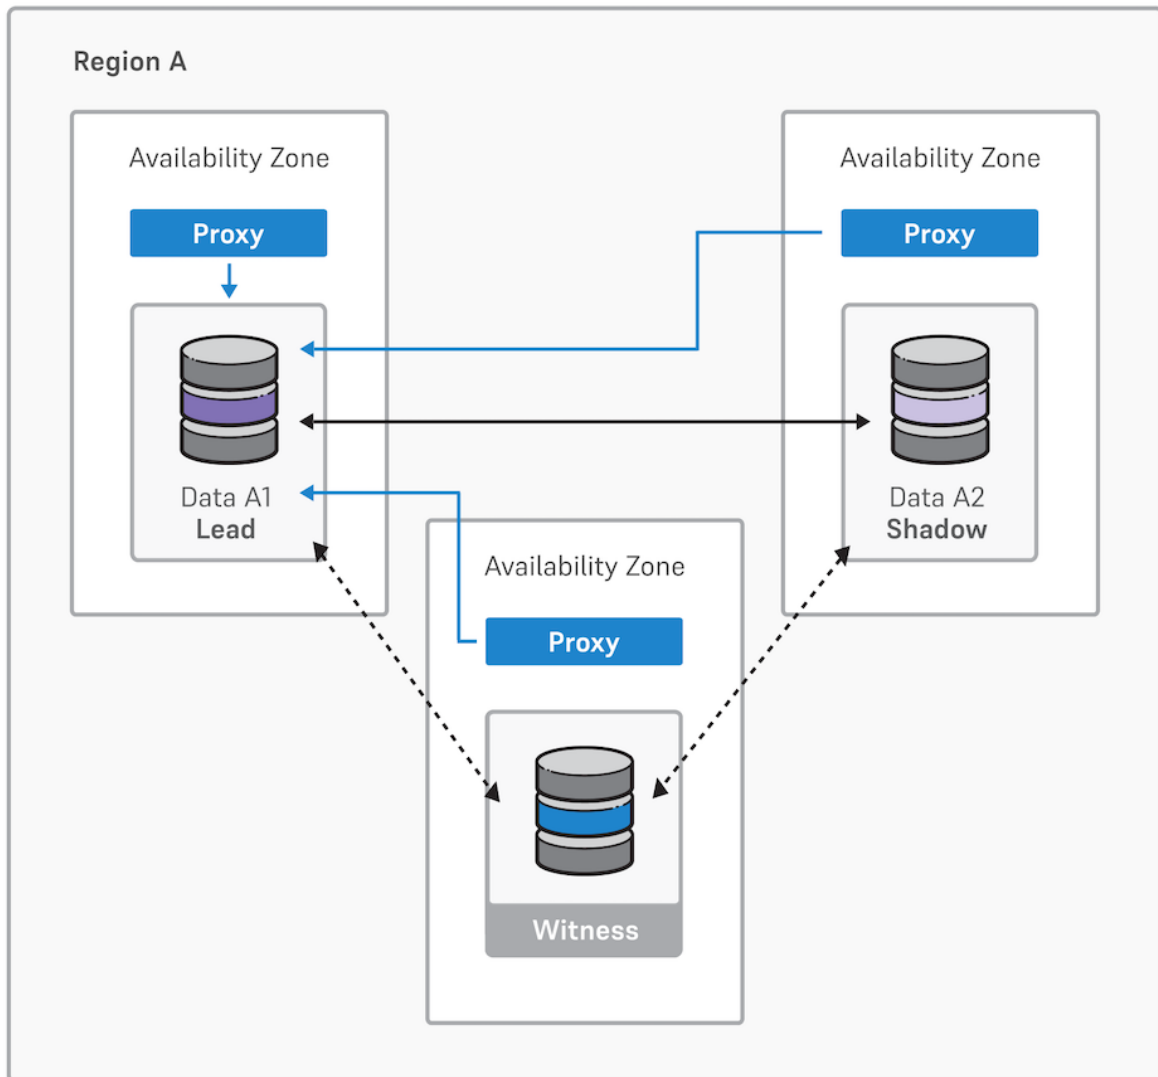 Region A
Availability Zone
Proxy
Data A1
Lead
Availability Zone
Proxy
Data A2
Shadow
Availability Zone
Proxy
Witness